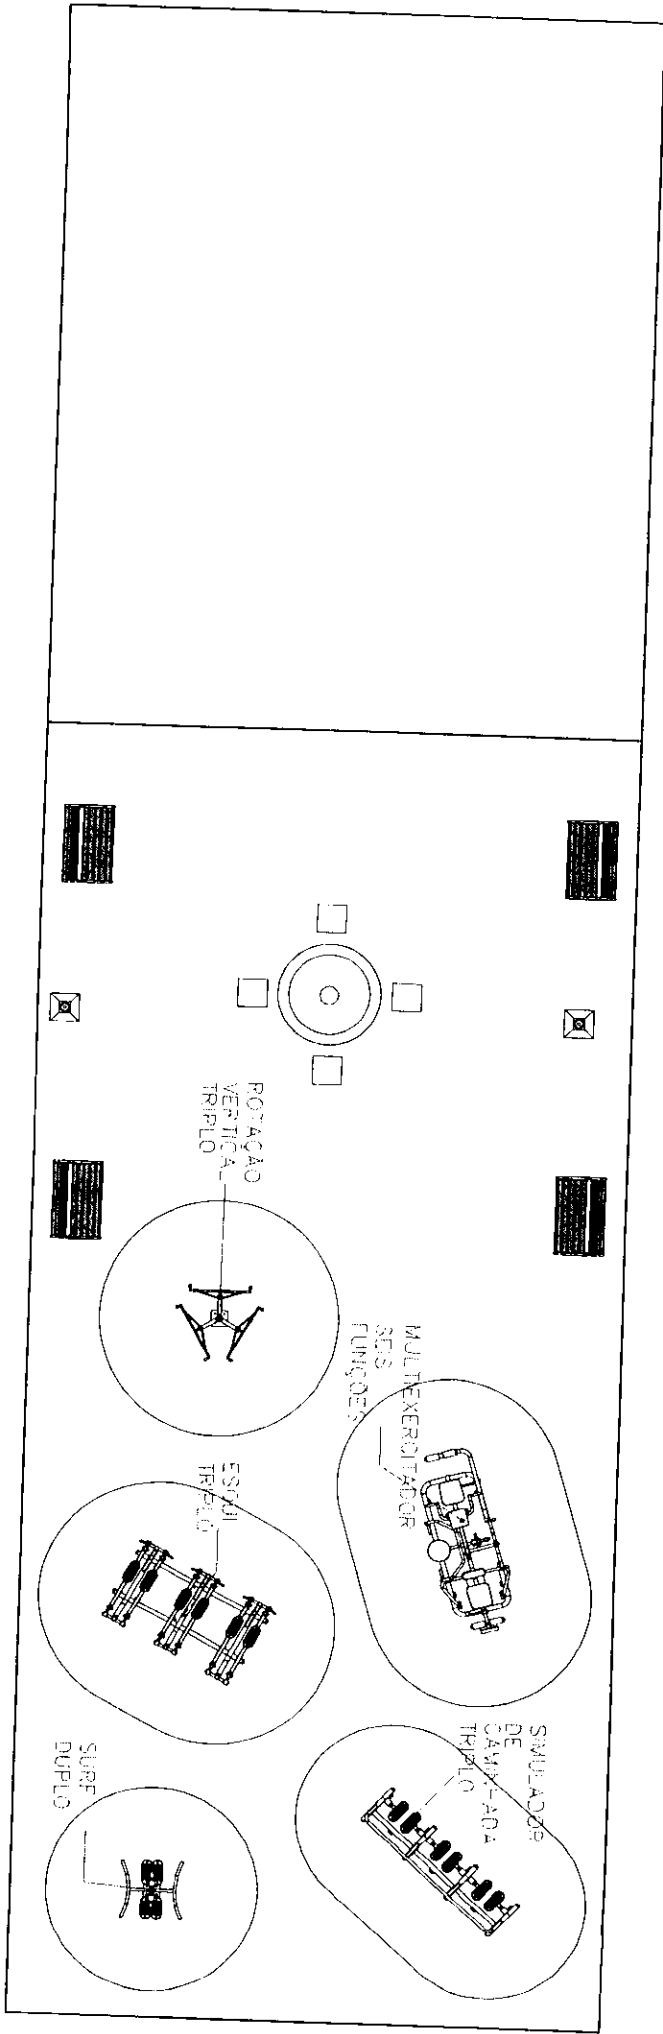 ROTAÇÃO
VERTICAL
TRIPLO
MULTIEXERCITADOR
SEIS
FUNÇÕES
ESQUI
TRIPLO
SIMULADOR
DE
CAMINHADA
TRIPLO
SURF
DUPLO